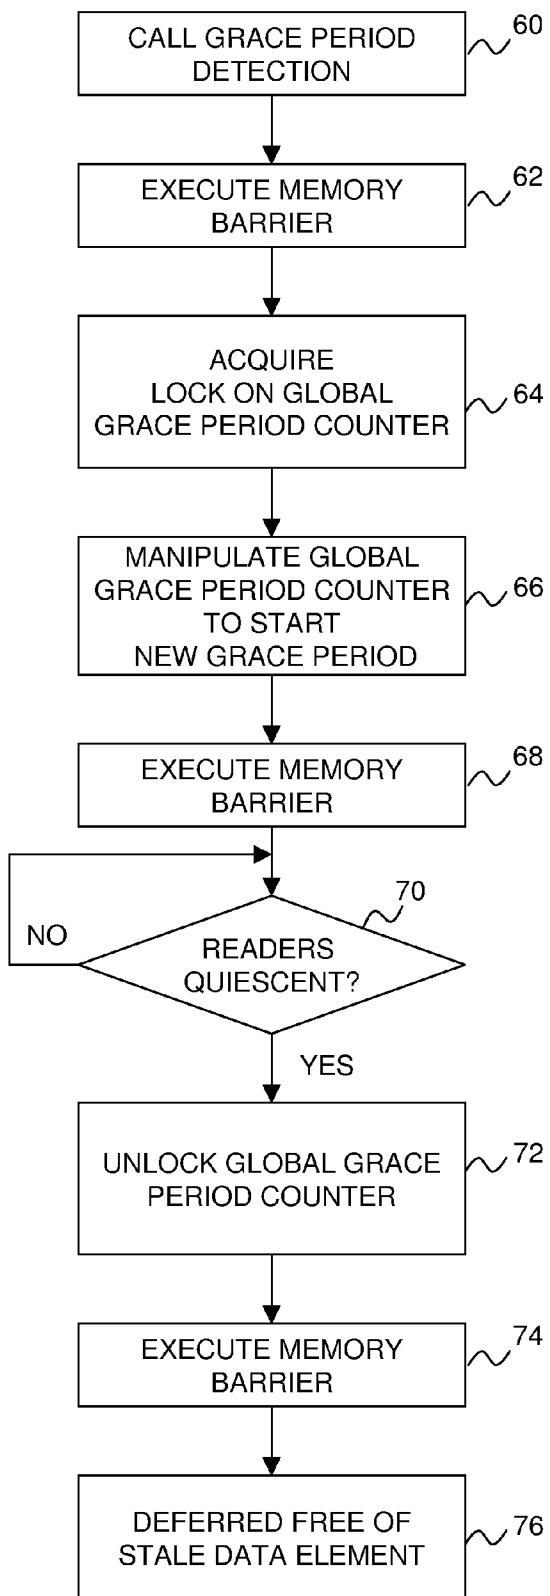 CALL GRACE PERIOD
DETECTION
60
EXECUTE MEMORY
BARRIER
62
ACQUIRE
LOCK ON GLOBAL
GRACE PERIOD COUNTER
64
MANIPULATE GLOBAL
GRACE PERIOD COUNTER
TO START
NEW GRACE PERIOD
66
EXECUTE MEMORY
BARRIER
68
NO
READERS
QUIESCENT?
70
YES
UNLOCK GLOBAL GRACE
PERIOD COUNTER
72
EXECUTE MEMORY
BARRIER
74
DEFERRED FREE OF
STALE DATA ELEMENT
76